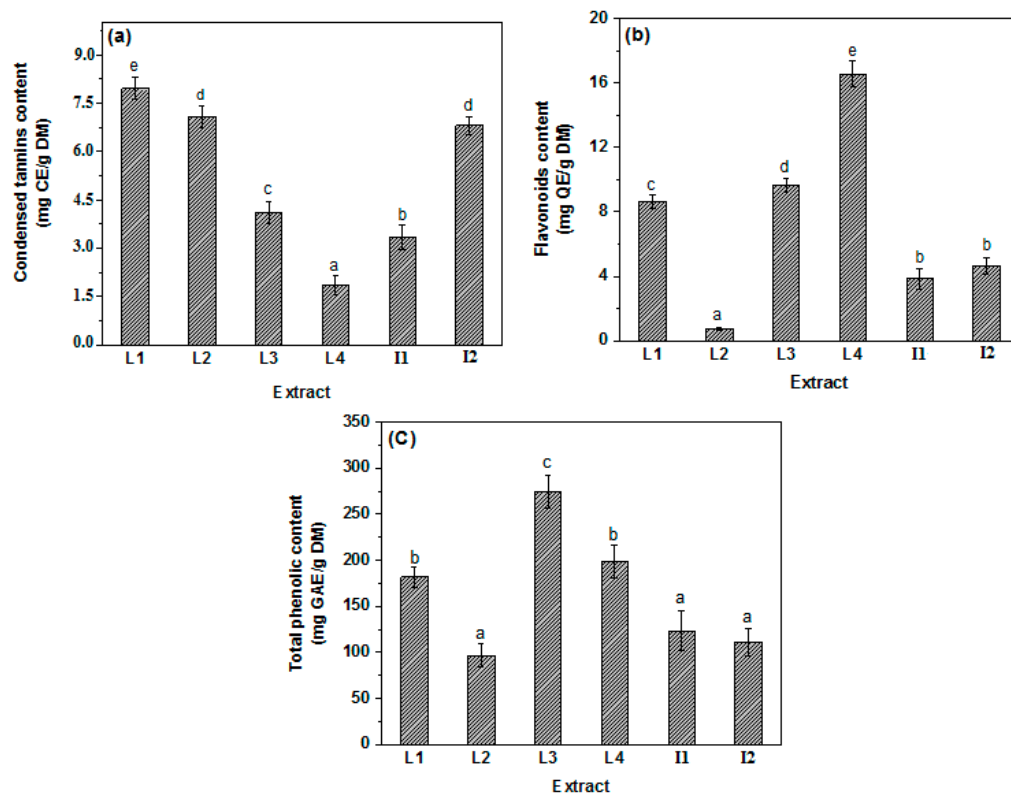 (a)
Condensed tannins content
(mg CE/g DM)
9.0
7.5
6.0
4.5
3.0
1.5
0.0
e
d
c
a
b
d
L1 L2 L3 L4 I1 I2
Extract
(b)
Flavonoids content
(mg QE/g DM)
20
16
12
8
4
0
c
a
d
e
b
b
L1 L2 L3 L4 I1 I2
Extract
(C)
Total phenolic content
(mg GAE/g DM)
350
300
250
200
150
100
50
0
b
a
c
b
a
a
L1 L2 L3 L4 I1 I2
Extract